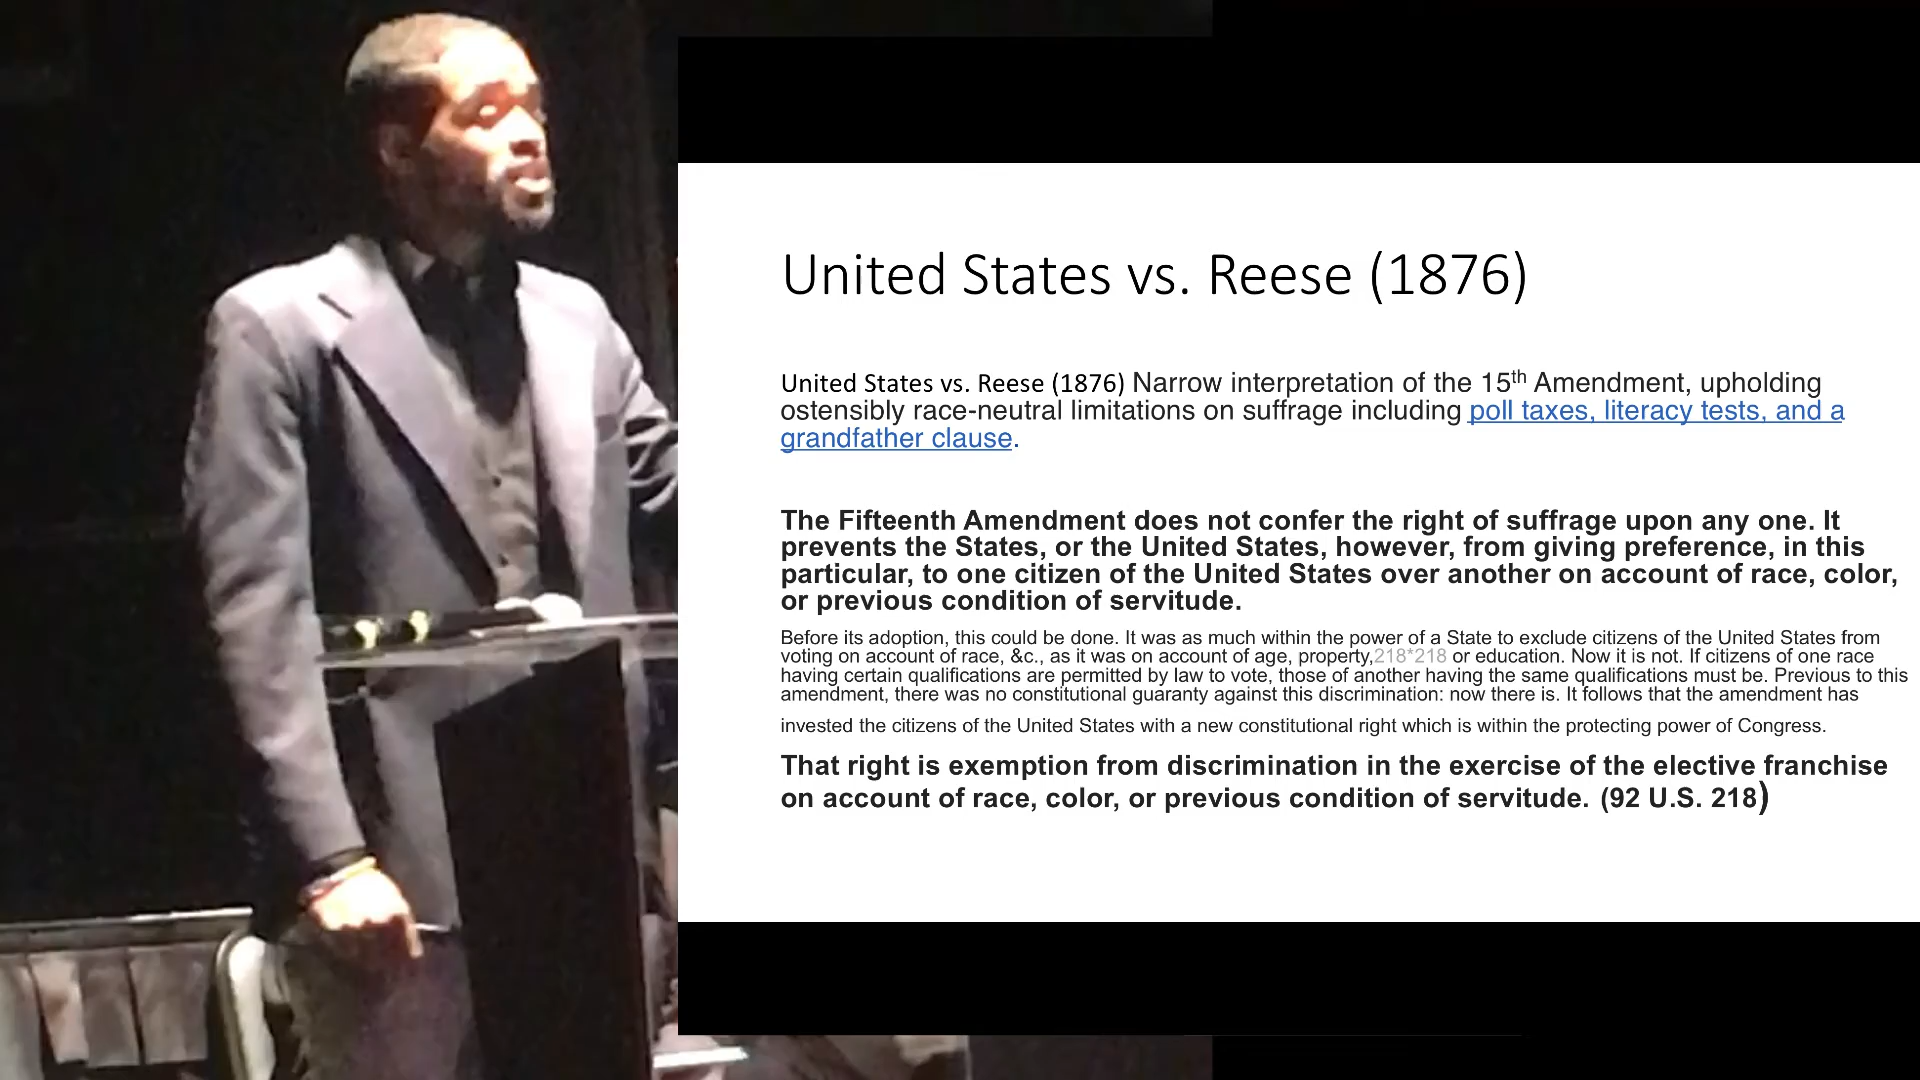 United States vs. Reese (1876)
United States vs. Reese (1876) Narrow interpretation of the 15th Amendment, upholding
ostensibly race-neutral limitations on suffrage including poll taxes, literacy tests, and a
grandfather clause.
The Fifteenth Amendment does not confer the right of suffrage upon any one. It
prevents the States, or the United States, however, from giving preference, in this
particular, to one citizen of the United States over another on account of race, color,
or previous condition of servitude.
Before its adoption, this could be done. It was as much within the power of a State to exclude citizens of the United States from
voting on account of race, &c., as it was on account of age, property,218*218 or education. Now it is not. If citizens of one race
having certain qualifications are permitted by law to vote, those of another having the same qualifications must be. Previous to this
amendment, there was no constitutional guaranty against this discrimination: now there is. It follows that the amendment has
invested the citizens of the United States with a new constitutional right which is within the protecting power of Congress.
That right is exemption from discrimination in the exercise of the elective franchise
on account of race, color, or previous condition of servitude. (92 U.S. 218)